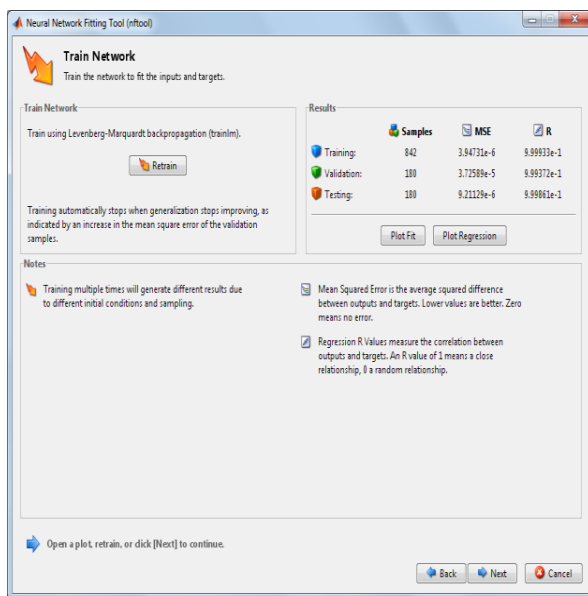 Neural Network Fitting Tool (nftool)
Train Network
Train the network to fit the inputs and targets.
Train Network
Train using Levenberg-Marquardt backpropagation (trainlm).
Retrain
Training automatically stops when generalization stops improving, as
indicated by an increase in the mean square error of the validation
samples.
Results
Samples MSE R
Training: 842 3.94731e-6 9.99933e-1
Validation: 180 3.72589e-5 9.99372e-1
Testing: 180 9.21129e-6 9.99861e-1
Plot Fit Plot Regression
Notes
Training multiple times will generate different results due
to different initial conditions and sampling.
Mean Squared Error is the average squared difference
between outputs and targets. Lower values are better. Zero
means no error.
Regression R Values measure the correlation between
outputs and targets. An R value of 1 means a close
relationship, 0 a random relationship.
Open a plot, retrain, or click [Next] to continue.
Back Next Cancel